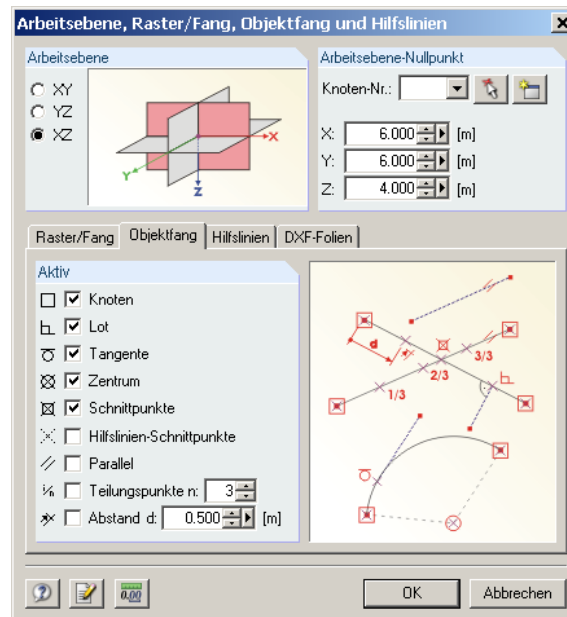 Arbeitsebene, Raster/Fang, Objektfang und Hilfslinien
Arbeitsebene
XY
YZ
XZ
X
Y
Z
Arbeitsebene-Nullpunkt
Knoten-Nr.:
X: 6.000 [m]
Y: 6.000 [m]
Z: 4.000 [m]
Raster/Fang Objektfang Hilfslinien DXF-Folien
Aktiv
Knoten
Lot
Tangente
Zentrum
Schnittpunkte
Hilfslinien-Schnittpunkte
Parallel
1/n Teilungspunkte n: 3
Abstand d: 0.500 [m]
d
3/3
2/3
1/3
0.00
OK Abbrechen